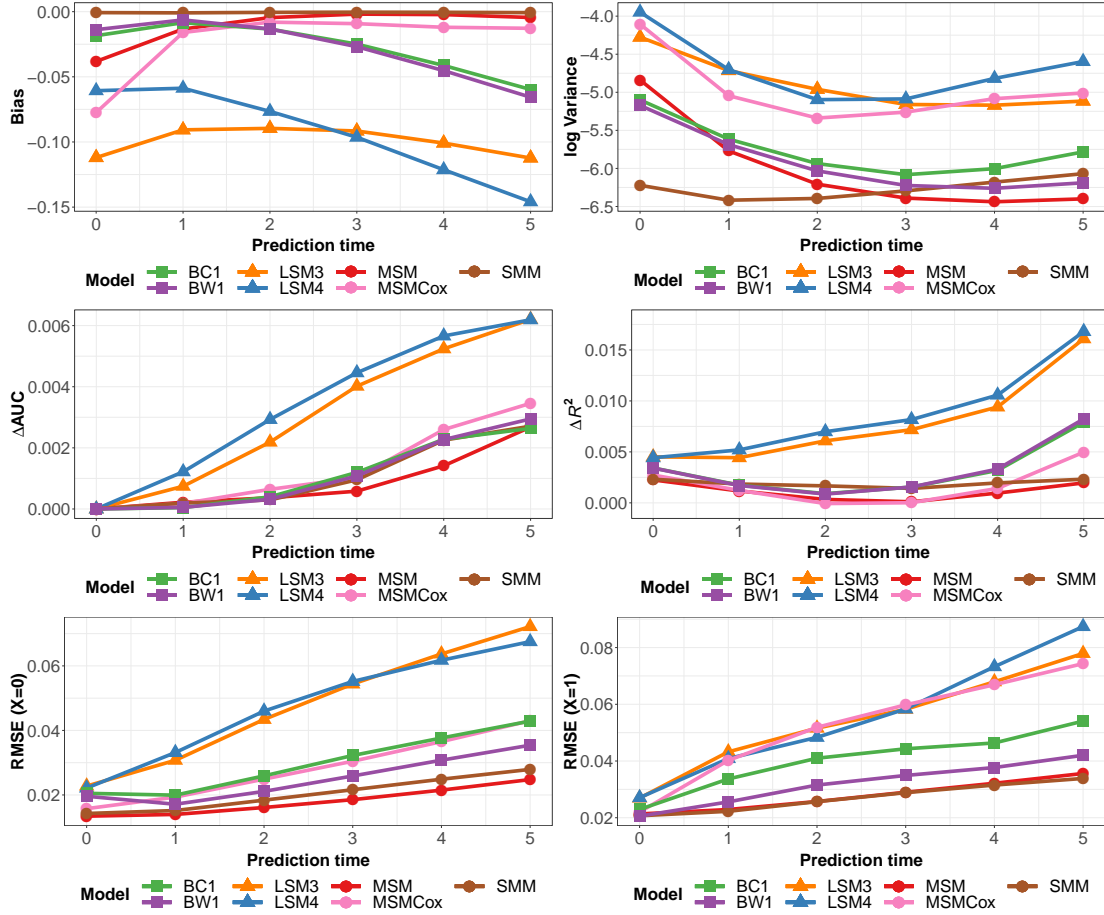 0.00
−0.05
−0.10
−0.15
Bias
0 1 2 3 4 5
Prediction time
Model BC1 LSM3 MSM SMM
BW1 LSM4 MSMCox
−4.0
−4.5
−5.0
−5.5
−6.0
−6.5
log Variance
0 1 2 3 4 5
Prediction time
Model BC1 LSM3 MSM SMM
BW1 LSM4 MSMCox
0.006
0.004
0.002
0.000
ΔAUC
0 1 2 3 4 5
Prediction time
Model BC1 LSM3 MSM SMM
BW1 LSM4 MSMCox
0.015
0.010
0.005
0.000
ΔR²
0 1 2 3 4 5
Prediction time
Model BC1 LSM3 MSM SMM
BW1 LSM4 MSMCox
0.06
0.04
0.02
RMSE (X=0)
0 1 2 3 4 5
Prediction time
Model BC1 LSM3 MSM SMM
BW1 LSM4 MSMCox
0.08
0.06
0.04
0.02
RMSE (X=1)
0 1 2 3 4 5
Prediction time
Model BC1 LSM3 MSM SMM
BW1 LSM4 MSMCox